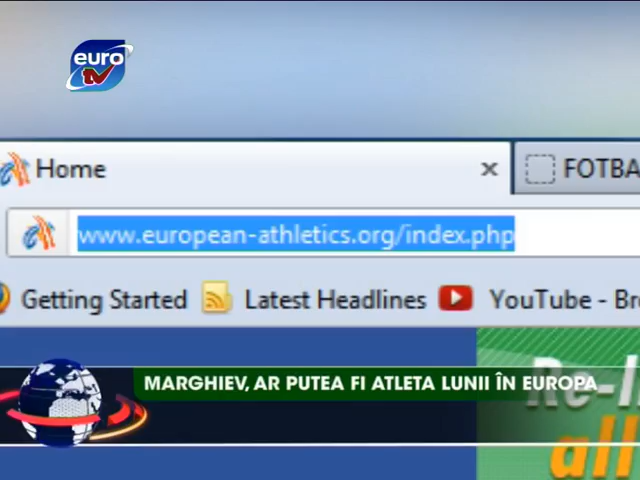 euro
tv
Home
FOTBA
www.european-athletics.org/index.php
Getting Started Latest Headlines YouTube - Br
MARGHIEV, AR PUTEA FI ATLETA LUNII ÎN EUROPA
Re-l
all